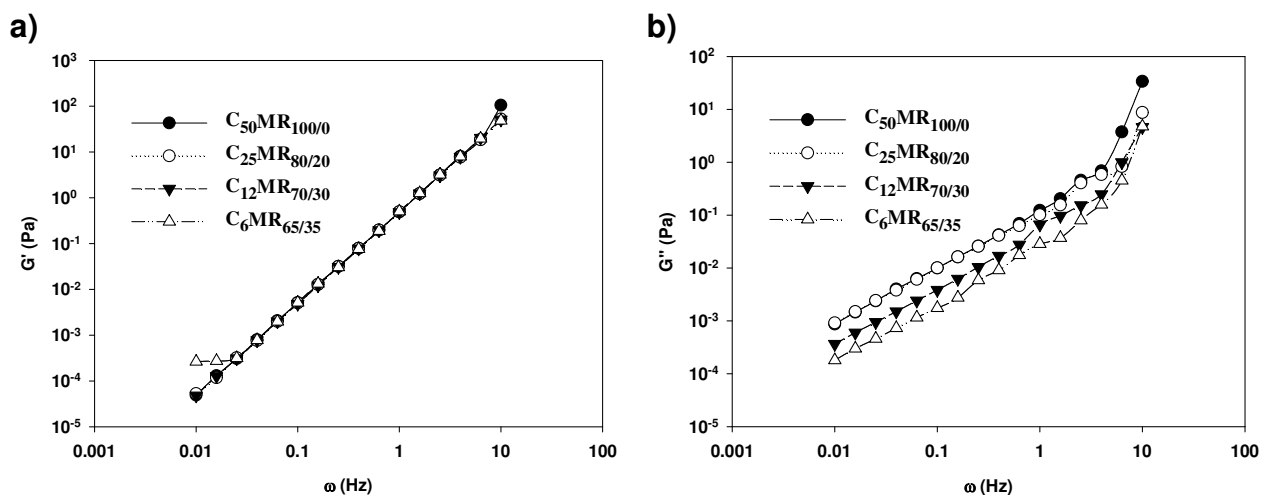 a)
G' (Pa)
10³
10²
10¹
10⁰
10⁻¹
10⁻²
10⁻³
10⁻⁴
10⁻⁵
C₅₀MR₁₀₀/₀
C₂₅MR₈₀/₂₀
C₁₂MR₇₀/₃₀
C₆MR₆₅/₃₅
0.001 0.01 0.1 1 10 100
ω (Hz)
b)
G'' (Pa)
10²
10¹
10⁰
10⁻¹
10⁻²
10⁻³
10⁻⁴
10⁻⁵
C₅₀MR₁₀₀/₀
C₂₅MR₈₀/₂₀
C₁₂MR₇₀/₃₀
C₆MR₆₅/₃₅
0.001 0.01 0.1 1 10 100
ω (Hz)